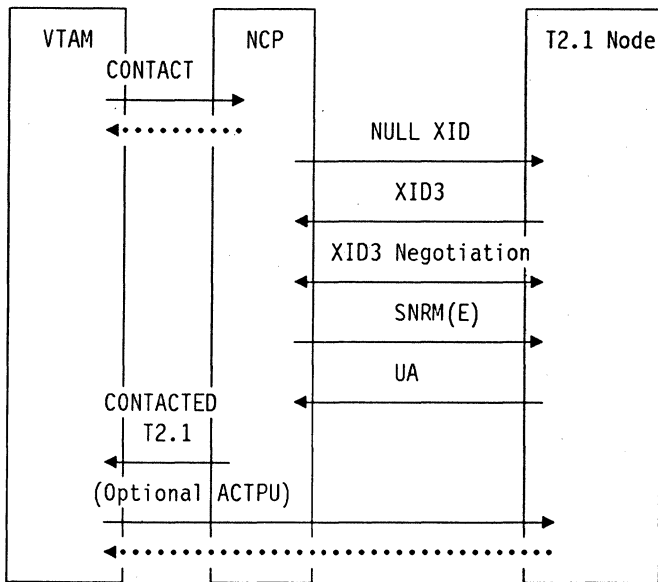 VTAM NCP T2.1 Node
CONTACT
NULL XID
XID3
XID3 Negotiation
SNRM(E)
UA
CONTACTED
T2.1
(Optional ACTPU)